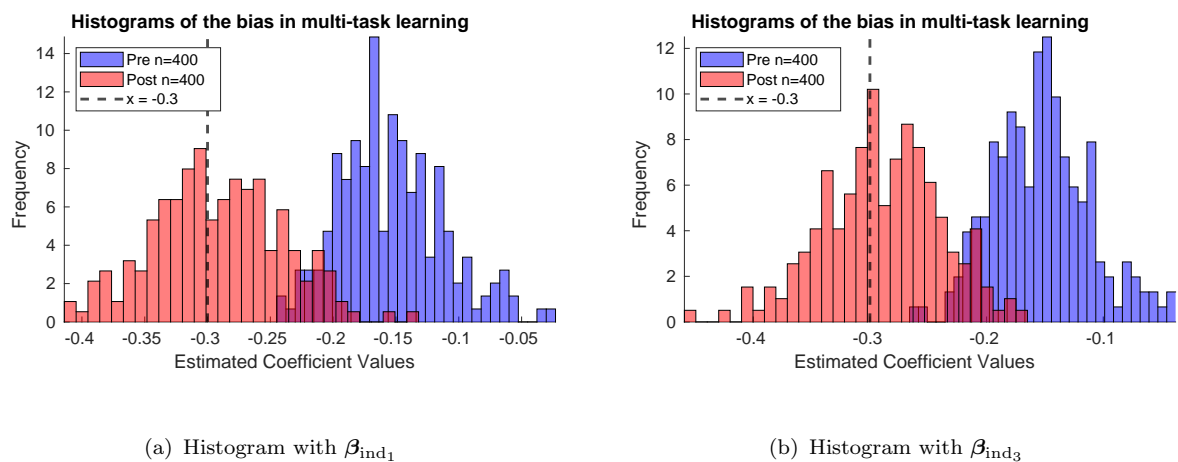 Histograms of the bias in multi-task learning
Pre n=400
Post n=400
x = -0.3
14
12
10
8
6
4
2
0
Frequency
-0.4
-0.35
-0.3
-0.25
-0.2
-0.15
-0.1
-0.05
Estimated Coefficient Values
(a) Histogram with βind1
Histograms of the bias in multi-task learning
Pre n=400
Post n=400
x = -0.3
12
10
8
6
4
2
0
Frequency
-0.4
-0.3
-0.2
-0.1
Estimated Coefficient Values
(b) Histogram with βind3